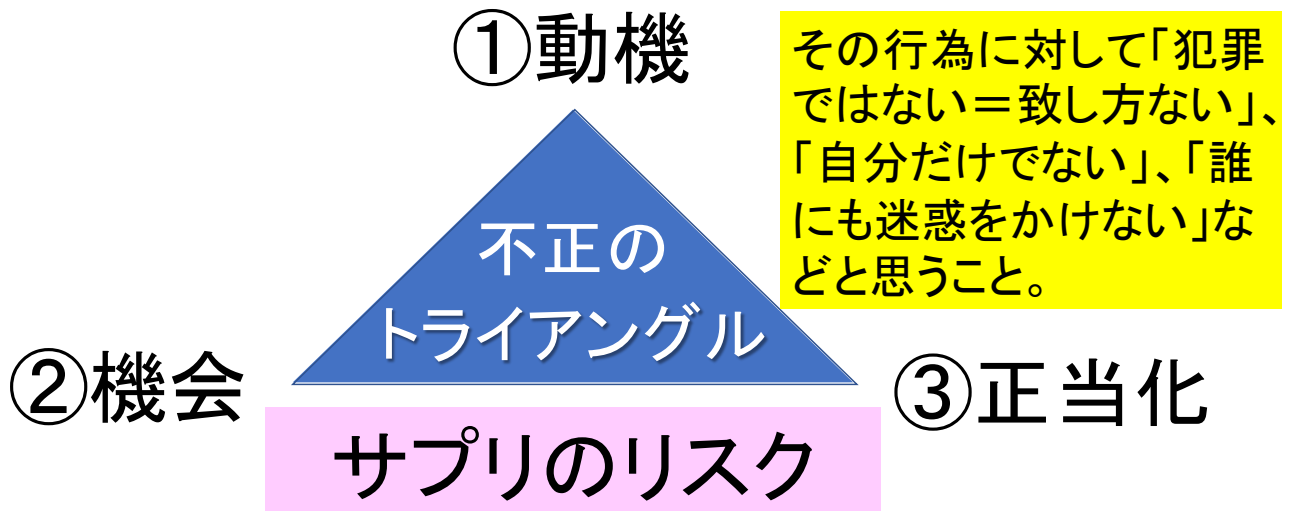 ①動機
その行為に対して「犯罪
ではない＝致し方ない」、
「自分だけでない」、「誰
にも迷惑をかけない」な
どと思うこと。
不正の
トライアングル
②機会
③正当化
サプリのリスク